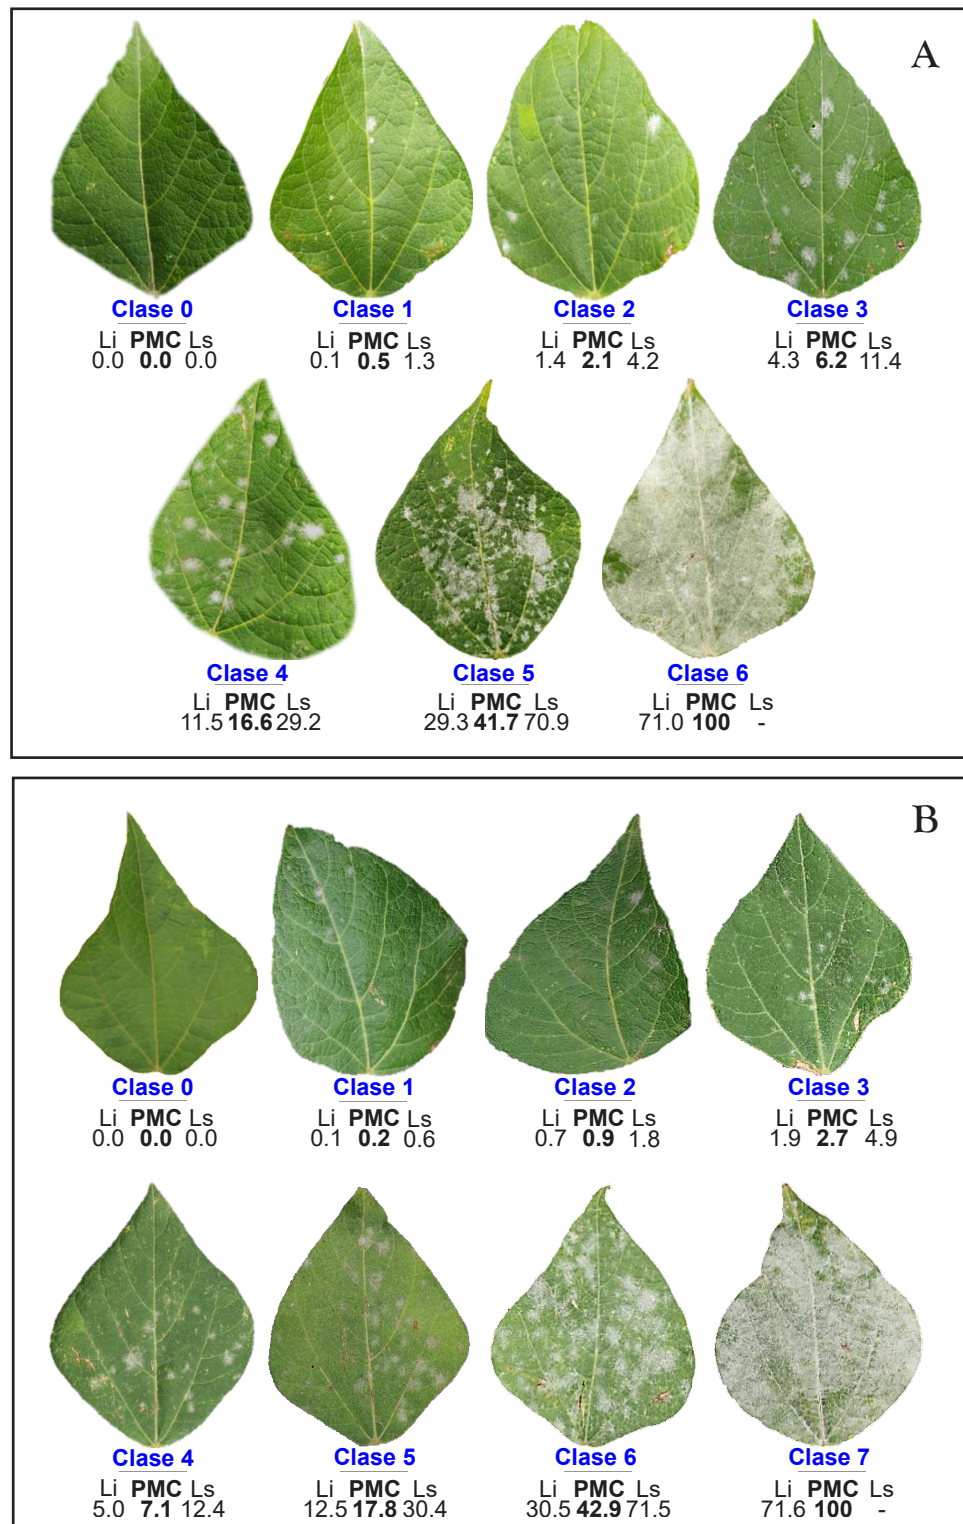 A
Clase 0 Clase 1 Clase 2 Clase 3
Li PMC Ls Li PMC Ls Li PMC Ls Li PMC Ls
0.0 0.0 0.0 0.1 0.5 1.3 1.4 2.1 4.2 4.3 6.2 11.4
Clase 4 Clase 5 Clase 6
Li PMC Ls Li PMC Ls Li PMC Ls
11.5 16.6 29.2 29.3 41.7 70.9 71.0 100 -
B
Clase 0 Clase 1 Clase 2 Clase 3
Li PMC Ls Li PMC Ls Li PMC Ls Li PMC Ls
0.0 0.0 0.0 0.1 0.2 0.6 0.7 0.9 1.8 1.9 2.7 4.9
Clase 4 Clase 5 Clase 6 Clase 7
Li PMC Ls Li PMC Ls Li PMC Ls Li PMC Ls
5.0 7.1 12.4 12.5 17.8 30.4 30.5 42.9 71.5 71.6 100 -